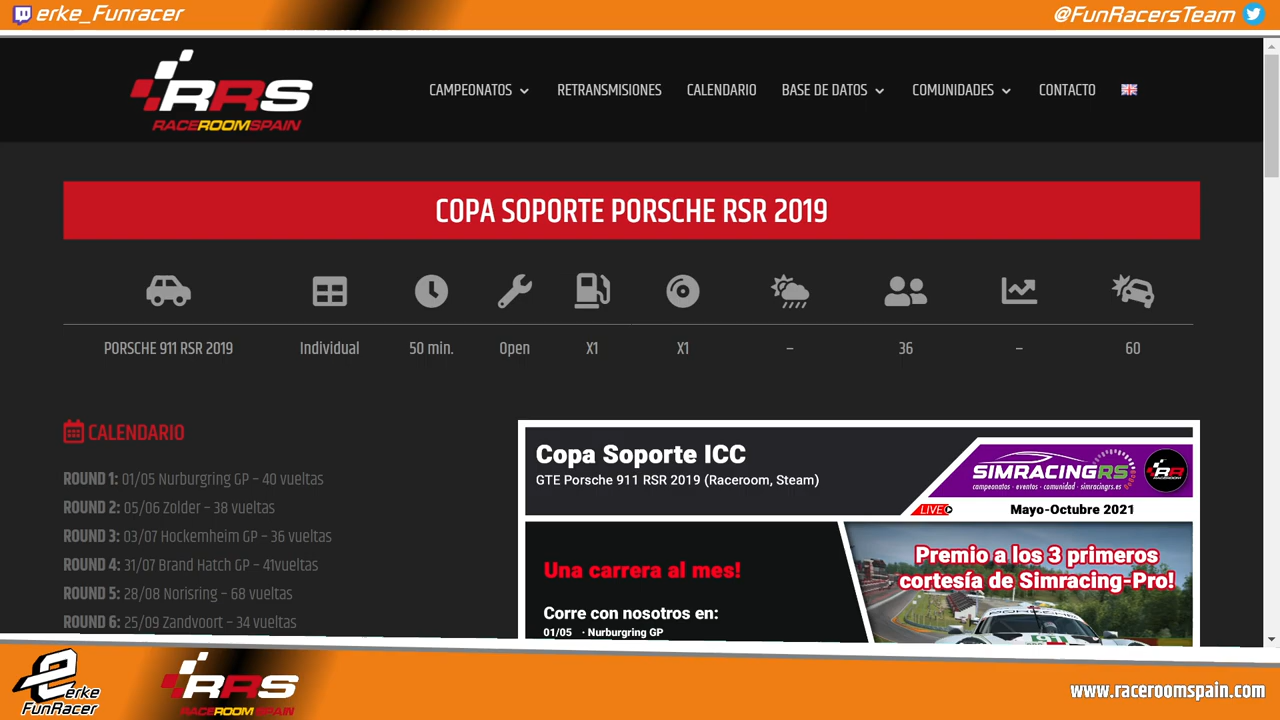 erke_Funracer
@FunRacersTeam
RRS
RACEROOMSPAIN
CAMPEONATOS
RETRANSMISIONES
CALENDARIO
BASE DE DATOS
COMUNIDADES
CONTACTO
COPA SOPORTE PORSCHE RSR 2019
PORSCHE 911 RSR 2019
Individual
50 min.
Open
X1
X1
–
36
–
60
CALENDARIO
ROUND 1: 01/05 Nurburgring GP – 40 vueltas
ROUND 2: 05/06 Zolder – 38 vueltas
ROUND 3: 03/07 Hockemheim GP – 36 vueltas
ROUND 4: 31/07 Brand Hatch GP – 41vueltas
ROUND 5: 28/08 Norisring – 68 vueltas
ROUND 6: 25/09 Zandvoort – 34 vueltas
Copa Soporte ICC
GTE Porsche 911 RSR 2019 (Raceroom, Steam)
SIMRACINGRS
campeonatos · eventos · comunidad · simracingrs.es
RR
RACEROOM
LIVE
Mayo-Octubre 2021
Premio a los 3 primeros
cortesía de Simracing-Pro!
Una carrera al mes!
Corre con nosotros en:
01/05 · Nurburgring GP
PORSCHE
erke
FunRacer
RRS
RACEROOMSPAIN
www.raceroomspain.com